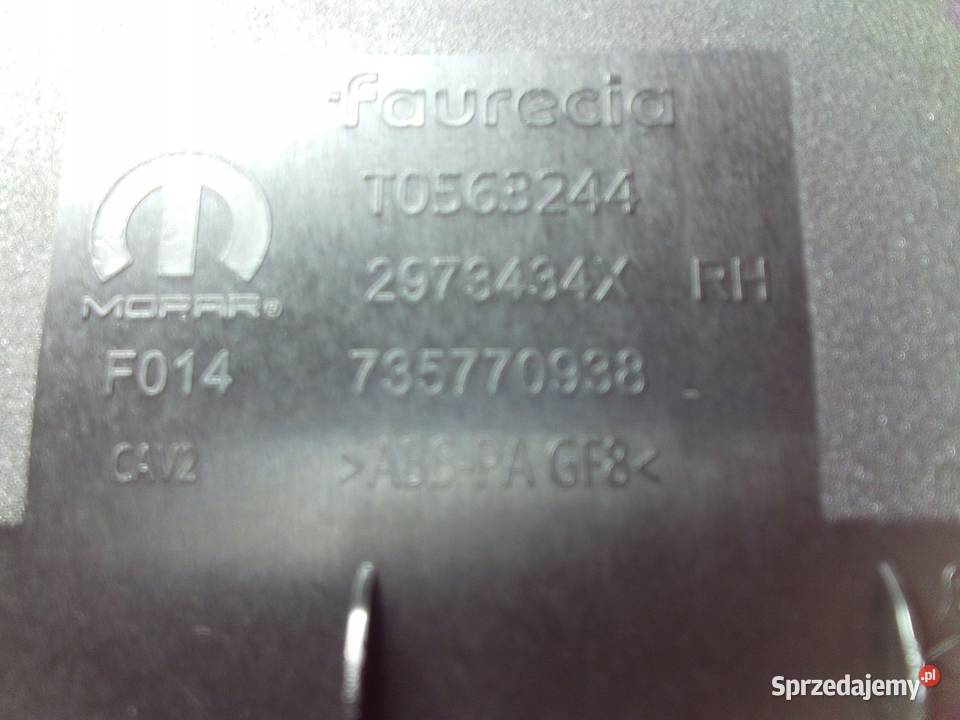 faurecia
T0563244
MOPAR®
2973434X RH
F014 735770938
CAV2 >ABS-PA GF8<
Sprzedajemy.pl